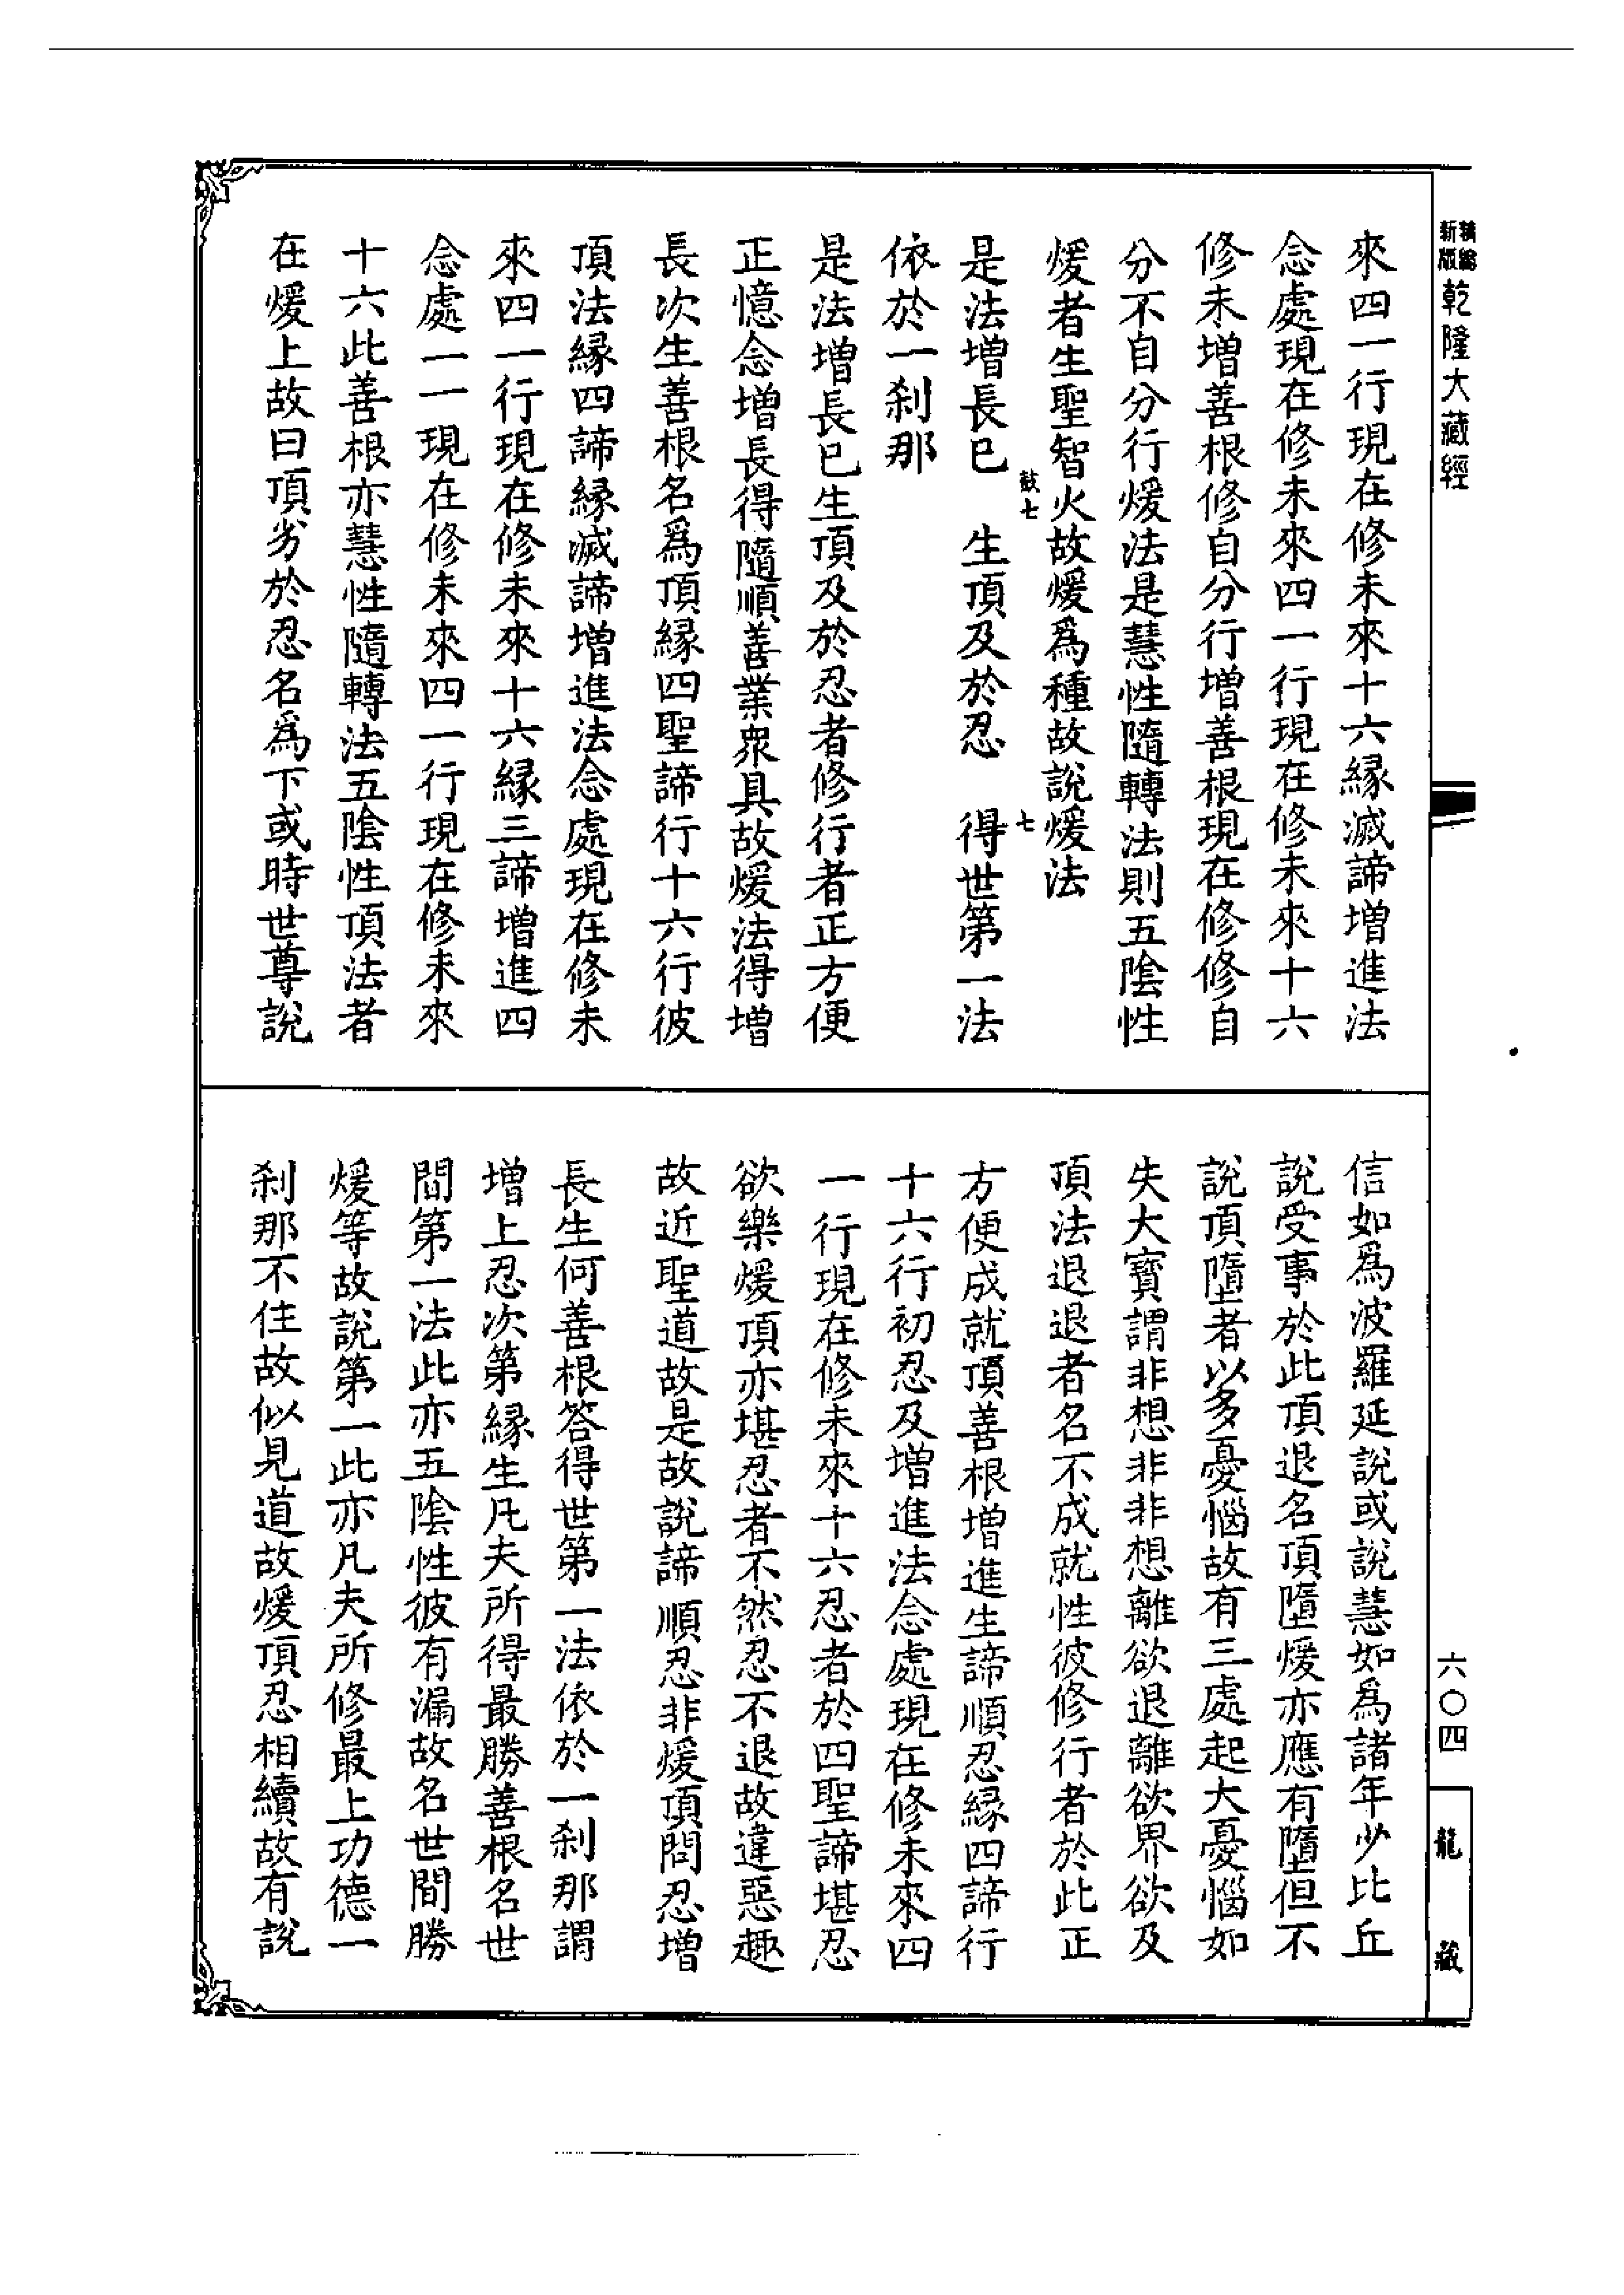 新編縮版 乾隆大藏經
來四一行現在修未來十六縁滅諦增進法
念處現在修未來四一行現在修未來十六
修未增善根修自分行增善根現在修修自
分不自分行煖法是慧性隨轉法則五陰性
煖者生聖智火故煖爲種故說煖法
鼓七 七
是法增長已 生頂及於忍 得世第一法
依於一剎那
是法增長已生頂及於忍者修行者正方便
正憶念增長得隨順善業衆具故煖法得增
長次生善根名爲頂縁四聖諦行十六行彼
頂法縁四諦縁滅諦增進法念處現在修未
來四一行現在修未來十六縁三諦增進四
念處一一現在修未來四一行現在修未來
十六此善根亦慧性隨轉法五陰性頂法者
在煖上故曰頂劣於忍名爲下或時世尊說
信如爲波羅延說或說慧如爲諸年少比丘
說受事於此頂退名頂墮煖亦應有墮但不
說頂墮者以多憂惱故有三處起大憂惱如
失大寶謂非想非非想離欲退離欲界欲及
頂法退退者名不成就性彼修行者於此正
方便成就頂善根增進生諦順忍縁四諦行
十六行初忍及增進法念處現在修未來四
一行現在修未來十六忍者於四聖諦堪忍
欲樂煖頂亦堪忍者不然忍不退故違惡趣
故近聖道故是故說諦順忍非煖頂問忍增
長生何善根答得世第一法依於一剎那謂
增上忍次第縁生凡夫所得最勝善根名世
間第一法此亦五陰性彼有漏故名世間勝
煖等故說第一此亦凡夫所修最上功德一
剎那不住故似見道故煖頂忍相續故有說
六〇四
龍藏